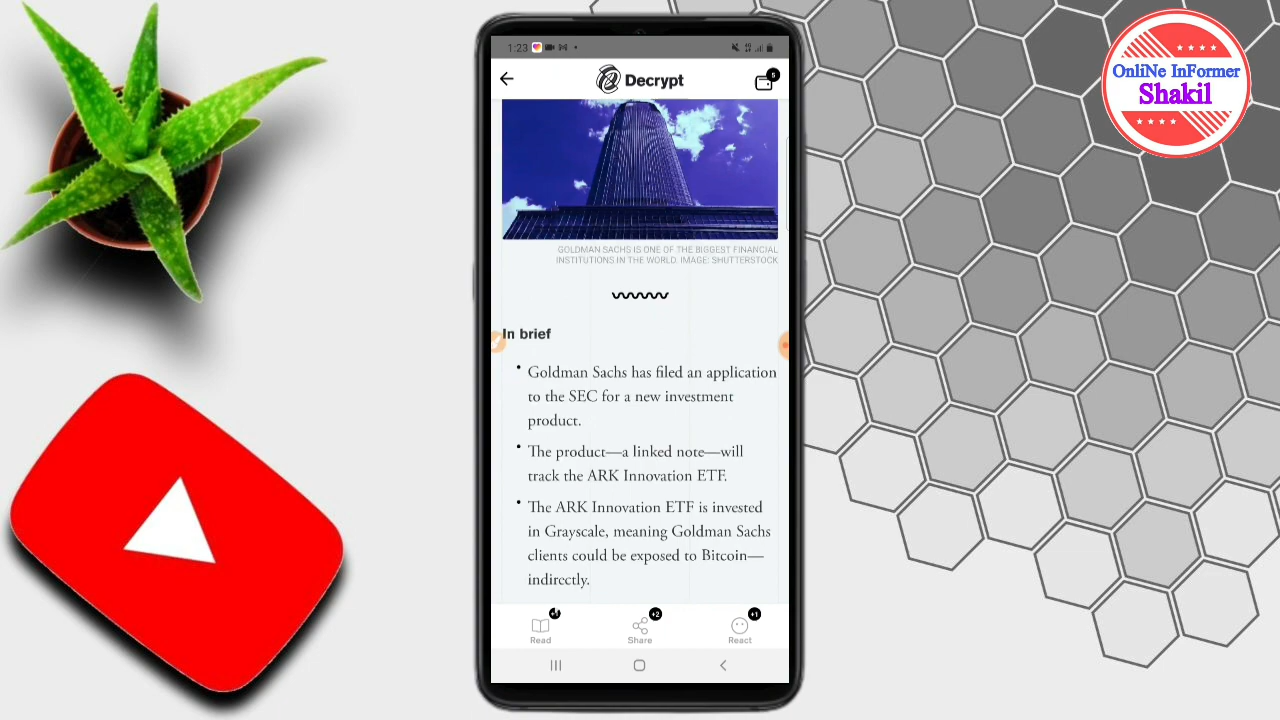 1:23
Decrypt
5
GOLDMAN SACHS IS ONE OF THE BIGGEST FINANCIAL
INSTITUTIONS IN THE WORLD. IMAGE: SHUTTERSTOCK
In brief
• Goldman Sachs has filed an application
to the SEC for a new investment
product.
• The product—a linked note—will
track the ARK Innovation ETF.
• The ARK Innovation ETF is invested
in Grayscale, meaning Goldman Sachs
clients could be exposed to Bitcoin—
indirectly.
+2
+1
Read
Share
React
OnliNe InFormer
Shakil